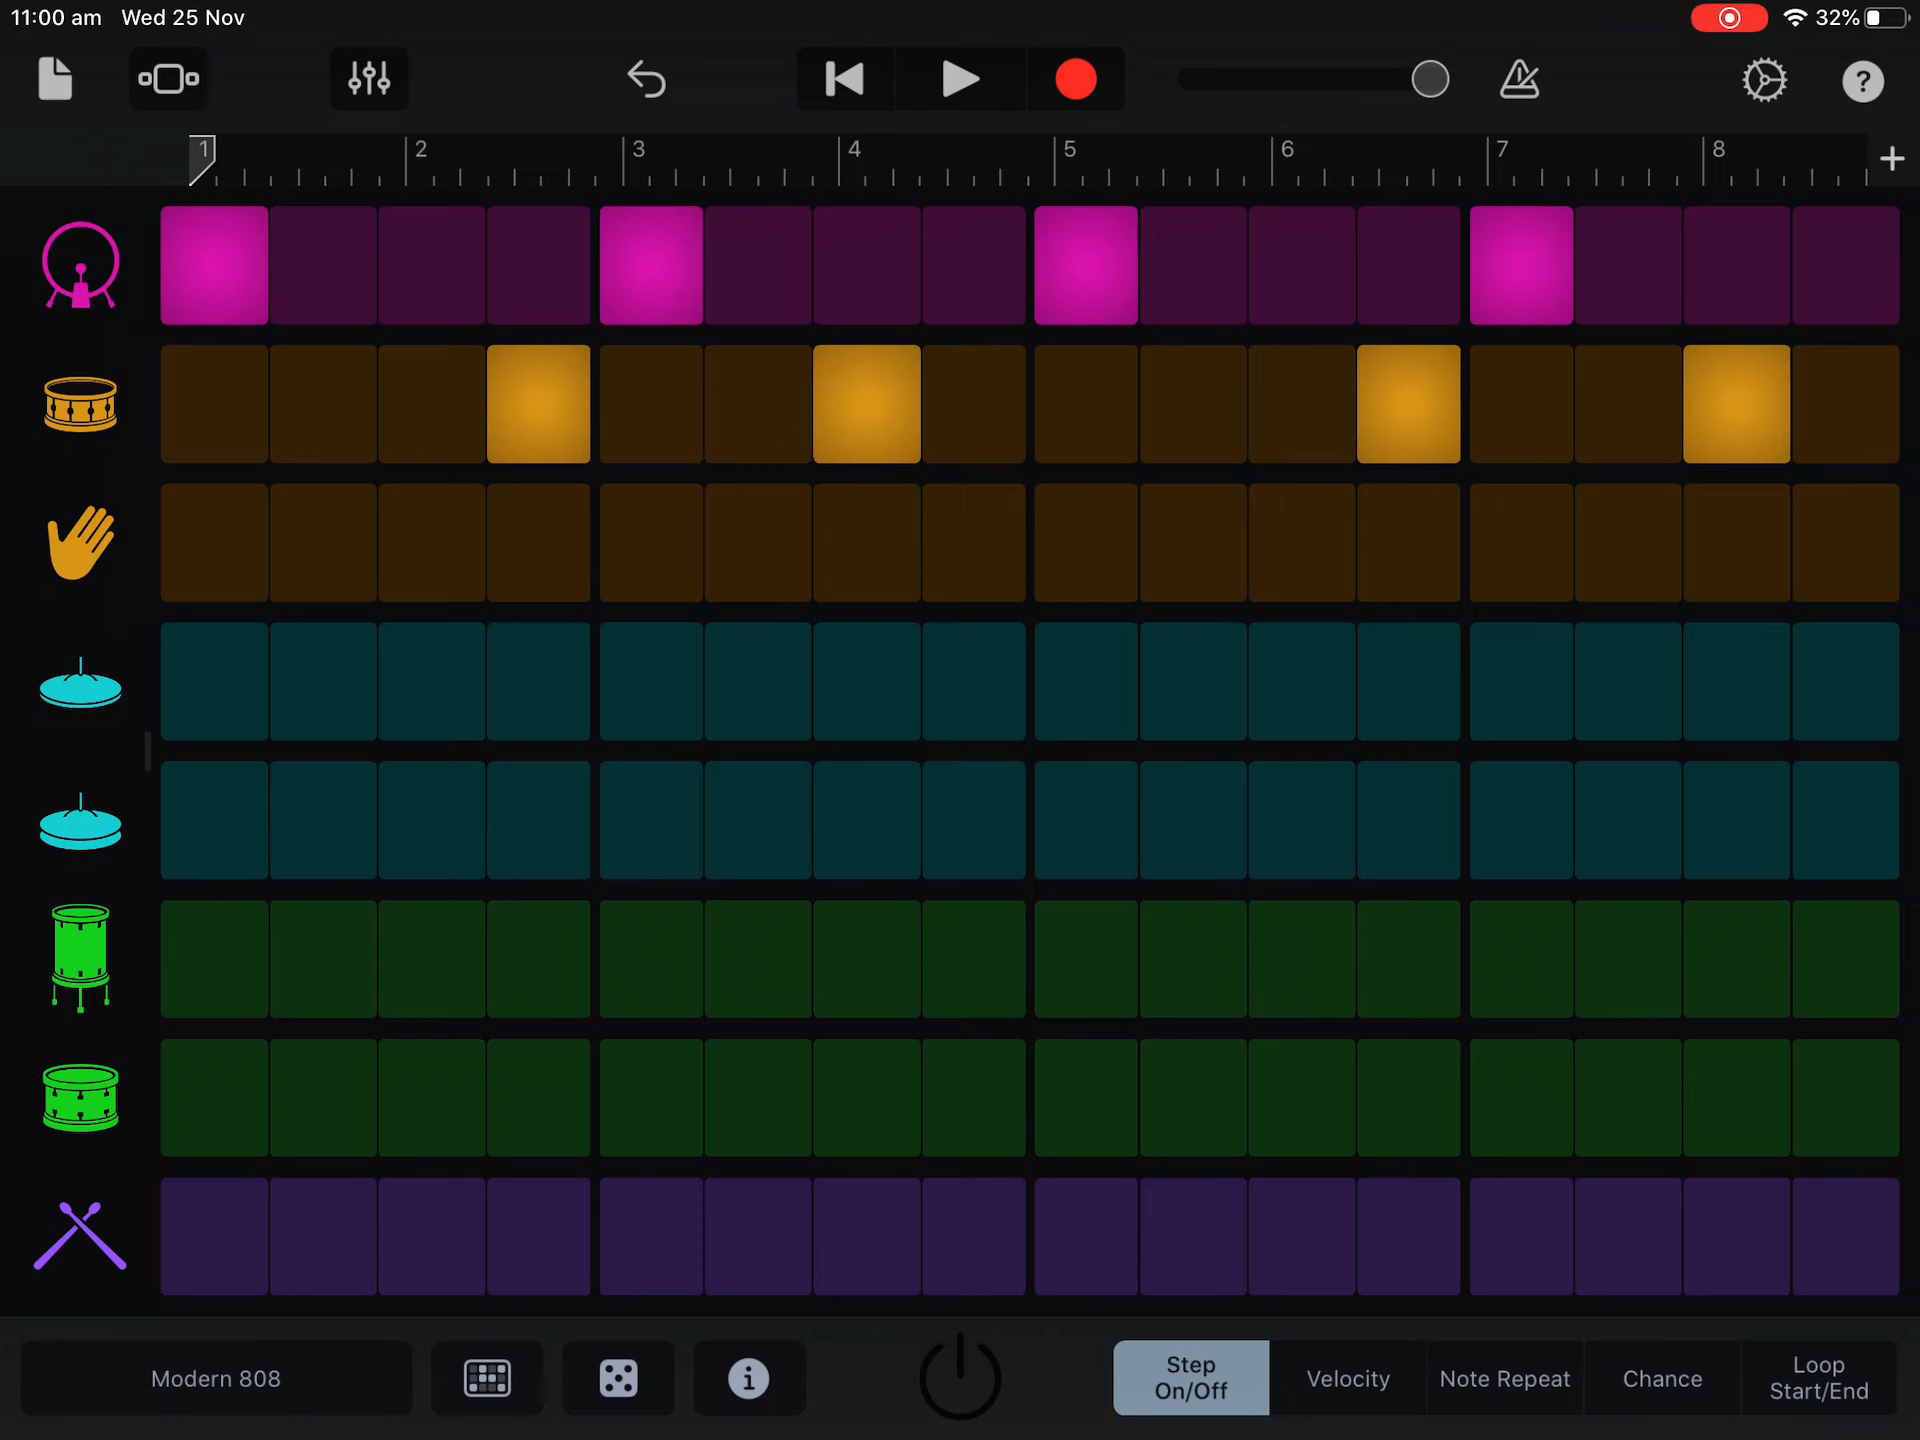 11:00 am Wed 25 Nov 32%
?
1 2 3 4 5 6 7 8 +
Modern 808
Step
On/Off
Velocity
Note Repeat
Chance
Loop
Start/End